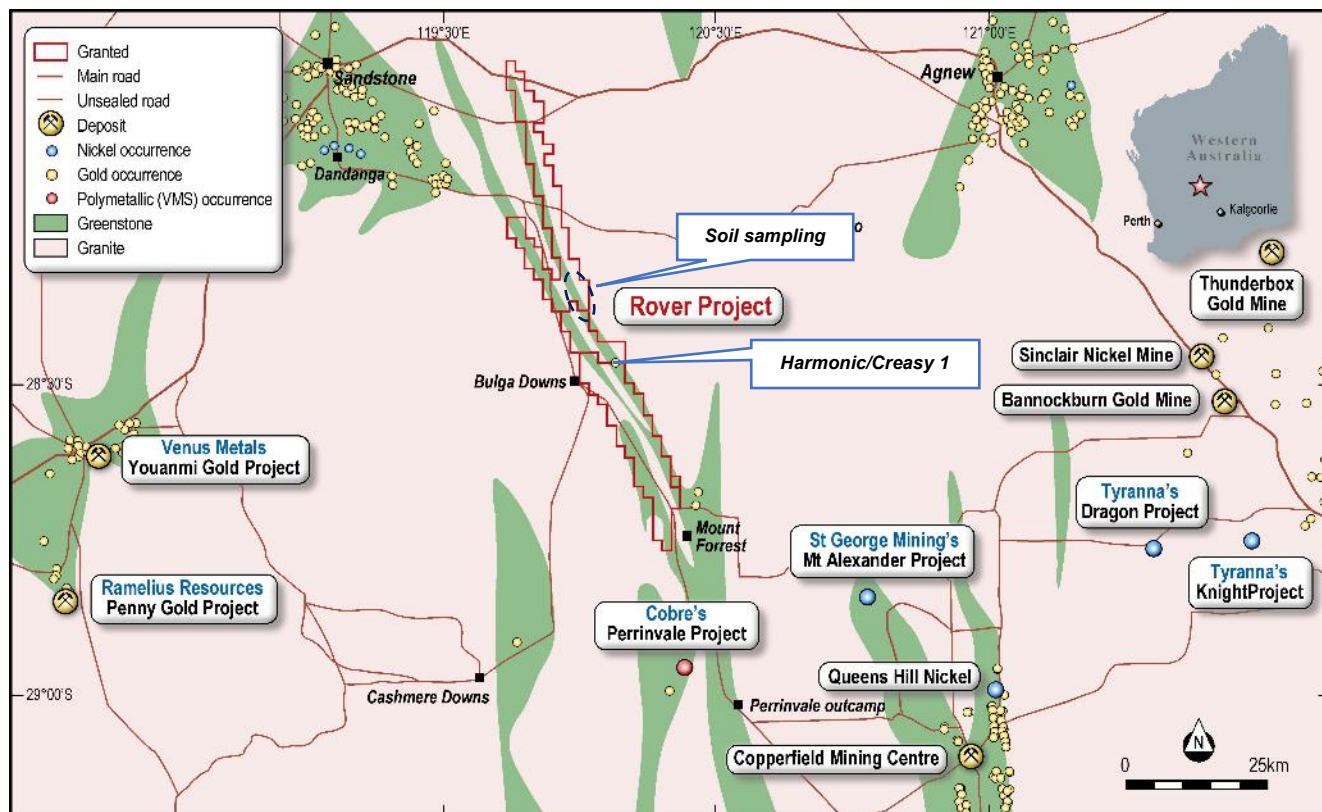 119°30'E
120°30'E
121°00'E
Granted
Main road
Unsealed road
Deposit
Nickel occurrence
Gold occurrence
Polymetallic (VMS) occurrence
Greenstone
Granite
Sandstone
Dandanga
Agnew
Western
Australia
Perth
Kalgoorlie
Soil sampling
o
Rover Project
Thunderbox
Gold Mine
Harmonic/Creasy 1
Sinclair Nickel Mine
Bannockburn Gold Mine
28°30'S
28°30'S
Bulga Downs
Venus Metals
Youanmi Gold Project
Tyranna's
Dragon Project
Mount
Forrest
St George Mining's
Mt Alexander Project
Tyranna's
KnightProject
Ramelius Resources
Penny Gold Project
Cobre's
Perrinvale Project
Queens Hill Nickel
29°00'S
29°00'S
Cashmere Downs
Perrinvale outcamp
Copperfield Mining Centre
N
0
25km